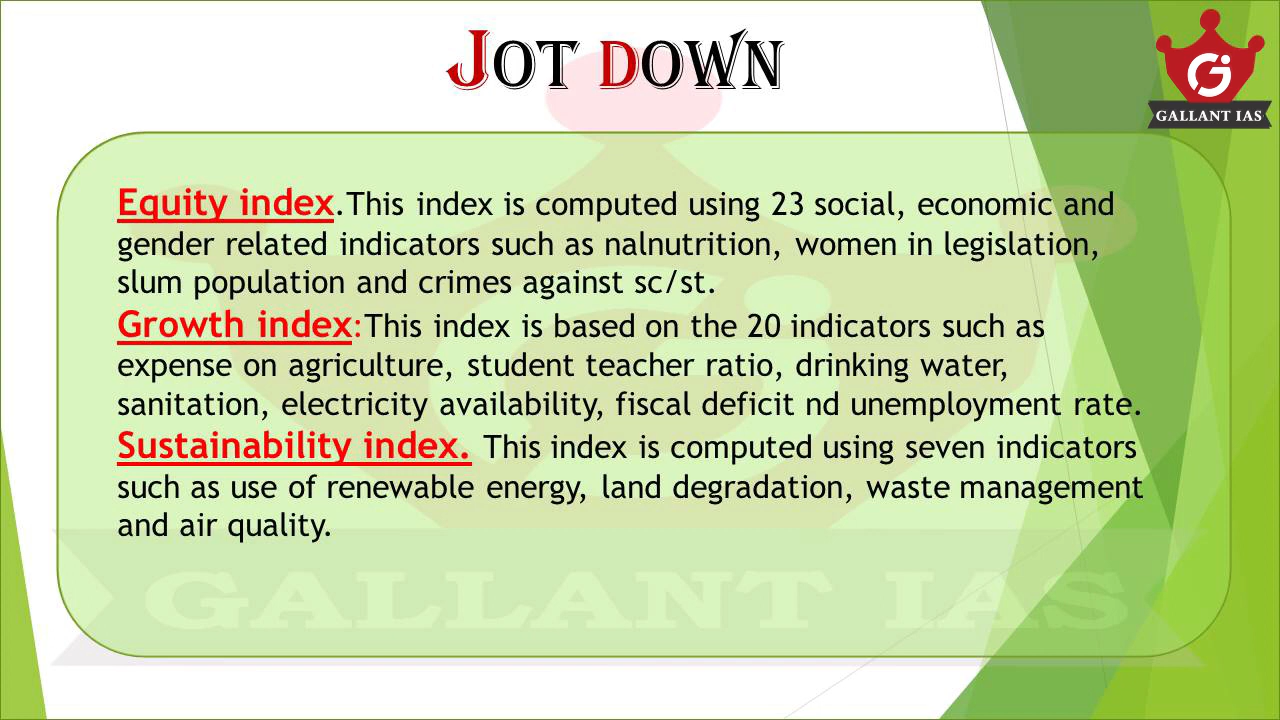 JOT DOWN
GALLANT IAS
Equity index.This index is computed using 23 social, economic and
gender related indicators such as nalnutrition, women in legislation,
slum population and crimes against sc/st.
Growth index:This index is based on the 20 indicators such as
expense on agriculture, student teacher ratio, drinking water,
sanitation, electricity availability, fiscal deficit nd unemployment rate.
Sustainability index. This index is computed using seven indicators
such as use of renewable energy, land degradation, waste management
and air quality.
GALLANT IAS